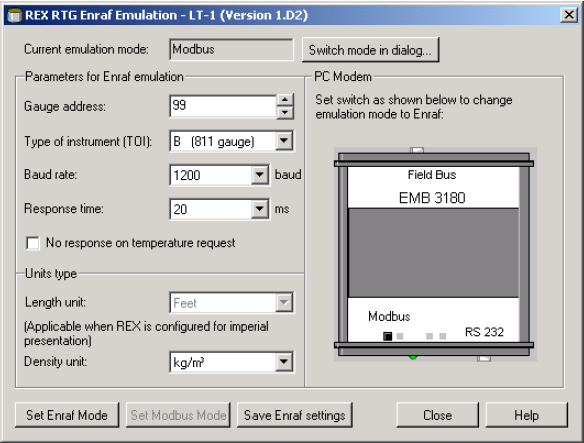 REX RTG Enraf Emulation - LT-1 (Version 1.D2)
Current emulation mode: Modbus Switch mode in dialog...
Parameters for Enraf emulation
Gauge address: 99
Type of instrument (TOI): B (811 gauge)
Baud rate: 1200 baud
Response time: 20 ms
No response on temperature request
Units type
Length unit: Feet
(Applicable when REX is
configured for imperial
presentation)
Density unit: kg/m³
PC Modem
Set switch as shown below to change
emulation mode to Enraf:
Field Bus
EMB 3180
Modbus
RS 232
Set Enraf Mode Set Modbus Mode Save Enraf settings Close Help